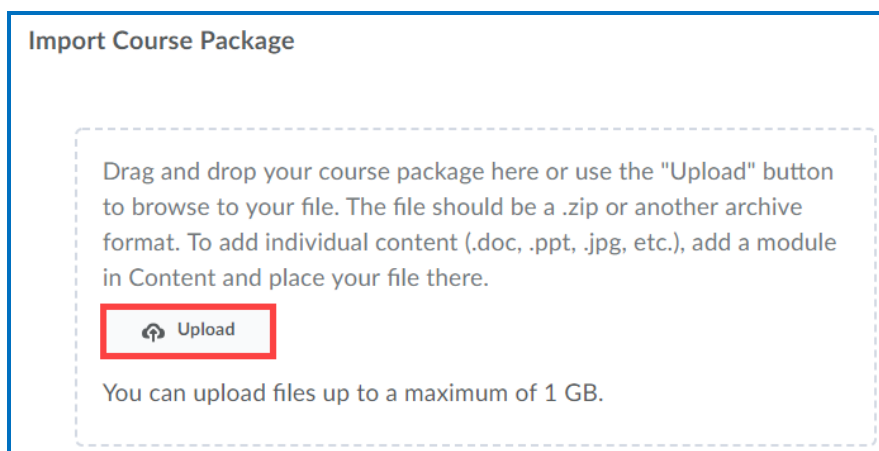 Import Course Package
Drag and drop your course package here or use the "Upload" button
to browse to your file. The file should be a .zip or another archive
format. To add individual content (.doc, .ppt, .jpg, etc.), add a module
in Content and place your file there.
Upload
You can upload files up to a maximum of 1 GB.